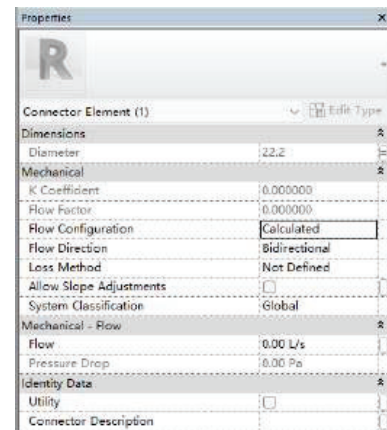 Properties
R
Connector Element (1) Edit Type
Dimensions
Diameter 22.2
Mechanical
K Coefficient 0.000000
Flow Factor 0.000000
Flow Configuration Calculated
Flow Direction Bidirectional
Loss Method Not Defined
Allow Slope Adjustments
System Classification Global
Mechanical - Flow
Flow 0.00 L/s
Pressure Drop 0.00 Pa
Identity Data
Utility
Connector Description